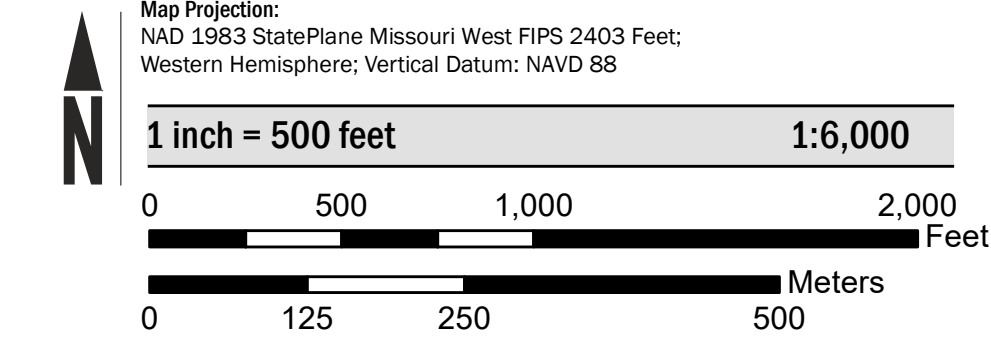 Map Projection:
NAD 1983 StatePlane Missouri West FIPS 2403 Feet;
Western Hemisphere; Vertical Datum: NAVD 88
N
1 inch = 500 feet 1:6,000
0 500 1,000 2,000
Feet
Meters
0 125 250 500